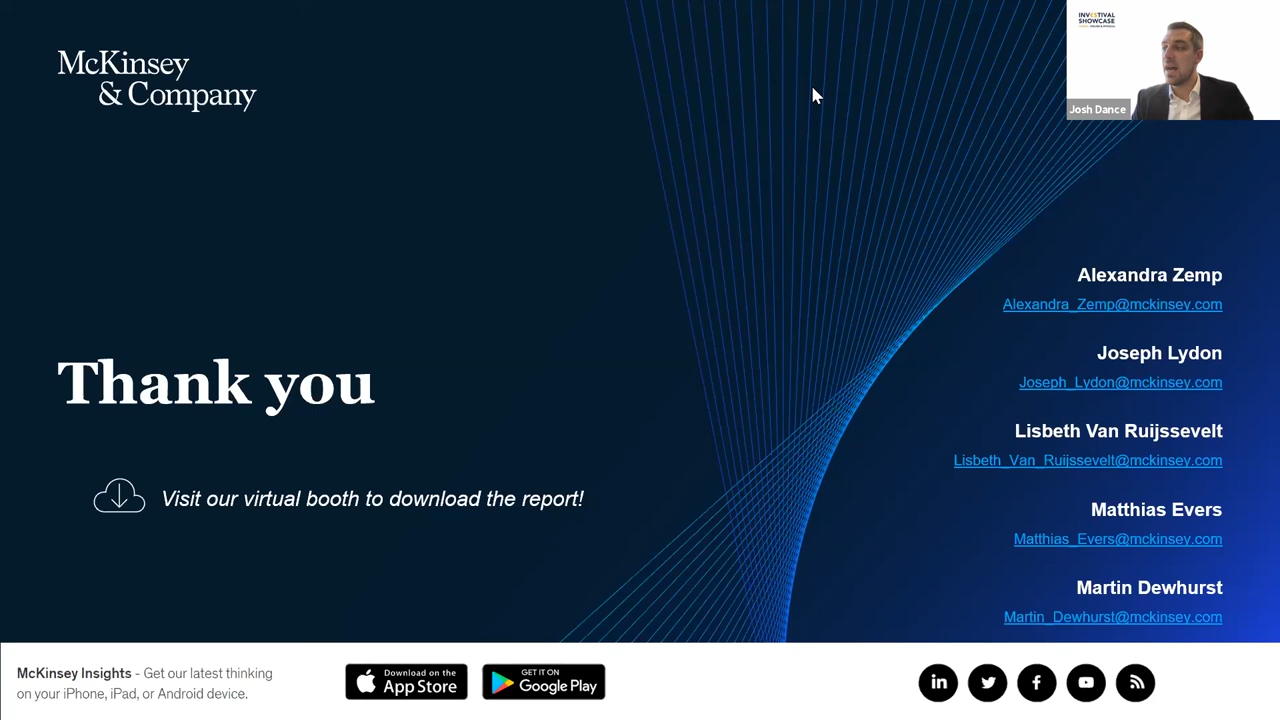 McKinsey
& Company
INVESTIVAL
SHOWCASE
Josh Dance
Thank you
Visit our virtual booth to download the report!
Alexandra Zemp
Alexandra_Zemp@mckinsey.com
Joseph Lydon
Joseph_Lydon@mckinsey.com
Lisbeth Van Ruijssevelt
Lisbeth_Van_Ruijssevelt@mckinsey.com
Matthias Evers
Matthias_Evers@mckinsey.com
Martin Dewhurst
Martin_Dewhurst@mckinsey.com
McKinsey Insights - Get our latest thinking
on your iPhone, iPad, or Android device.
Download on the
App Store
GET IT ON
Google Play
in
f